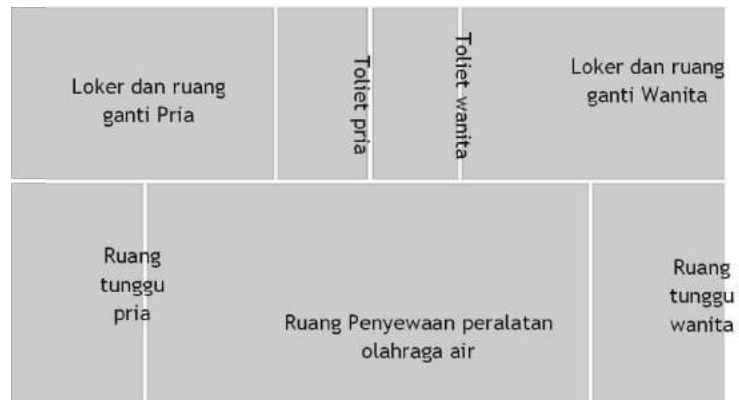 Loker dan ruang
ganti Pria
Toliet pria
Toliet wanita
Loker dan ruang
ganti Wanita
Ruang
tunggu
pria
Ruang Penyewaan peralatan
olahraga air
Ruang
tunggu
wanita